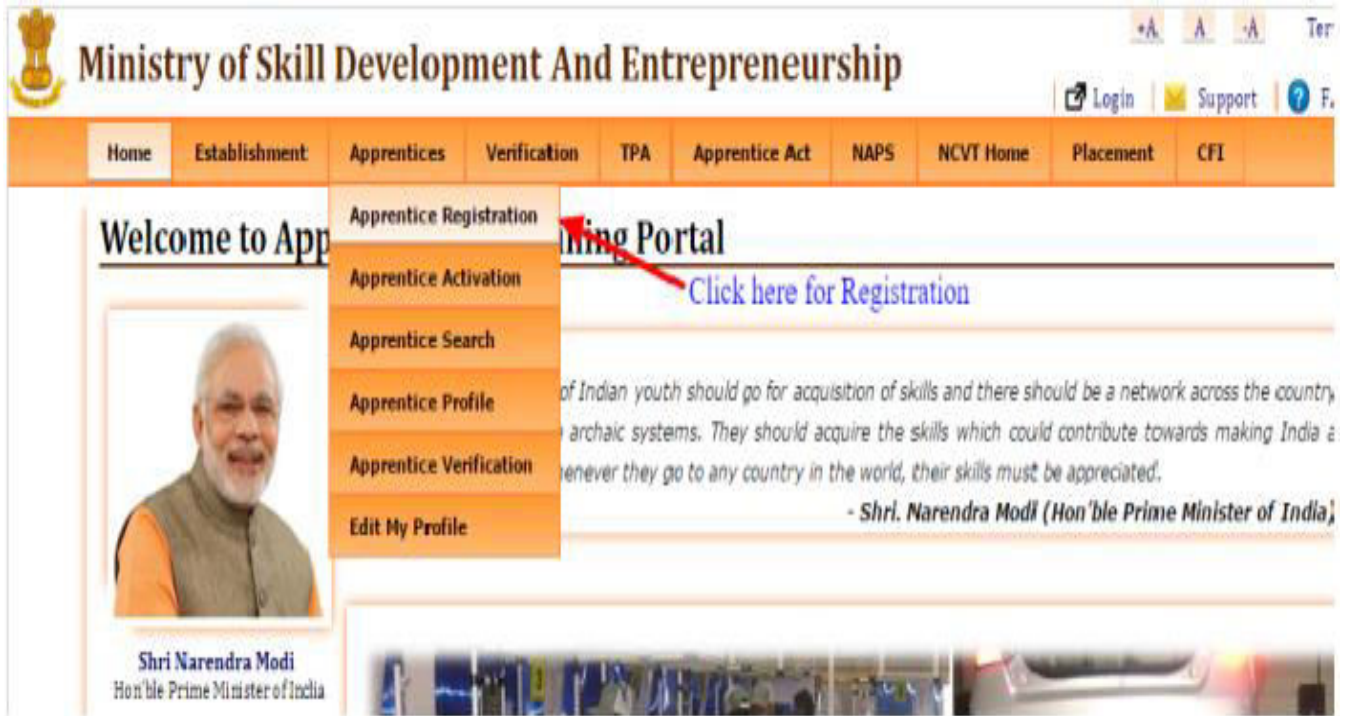 +A A -A
Ministry of Skill Development And Entrepreneurship
Login Support
Home Establishment Apprentices Verification TPA Apprentice Act NAPS NCVT Home Placement CFI
Apprentice Registration
Welcome to App ning Portal
Apprentice Activation
Click here for Registration
Apprentice Search
of Indian youth should go for acquisition of skills and there should be a network across the country
Apprentice Profile
archaic systems. They should acquire the skills which could contribute towards making India a
Apprentice Verification
enever they go to any country in the world, their skills must be appreciated.
- Shri. Narendra Modi (Hon'ble Prime Minister of India)
Edit My Profile
Shri Narendra Modi
Hon'ble Prime Minister of India